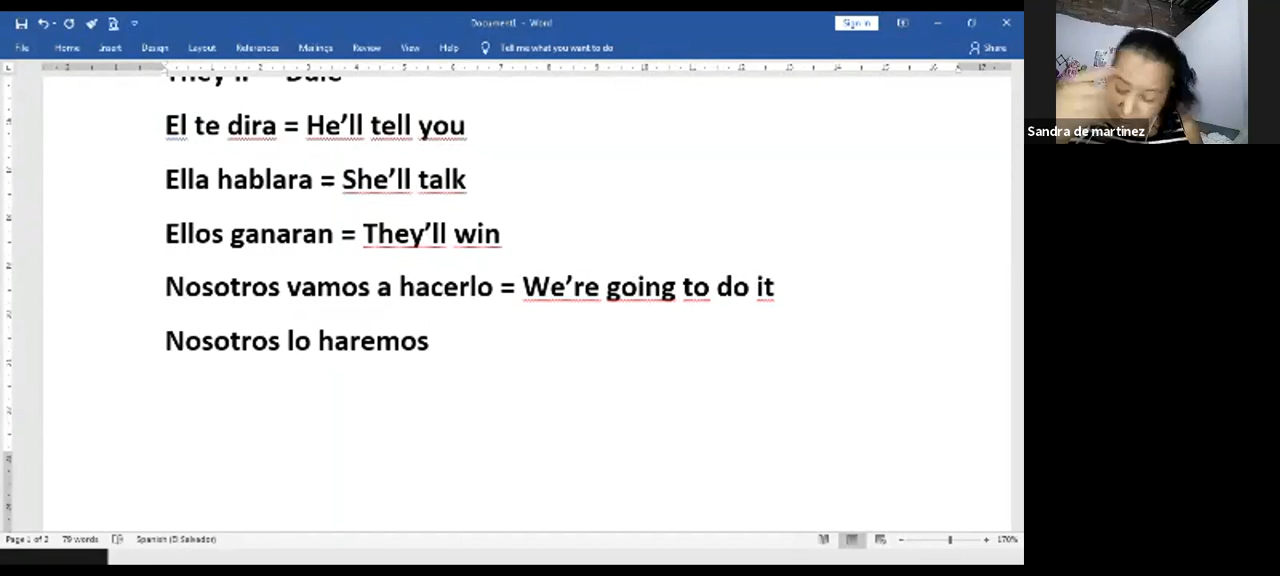 Document1 - Word
Sign in
File Home Insert Design Layout References Mailings Review View Help Tell me what you want to do Share
They'll
El te dira = He'll tell you
Ella hablara = She'll talk
Ellos ganaran = They'll win
Nosotros vamos a hacerlo = We're going to do it
Nosotros lo haremos
Page 1 of 2 79 words Spanish (El Salvador) 170%
Sandra de martinez